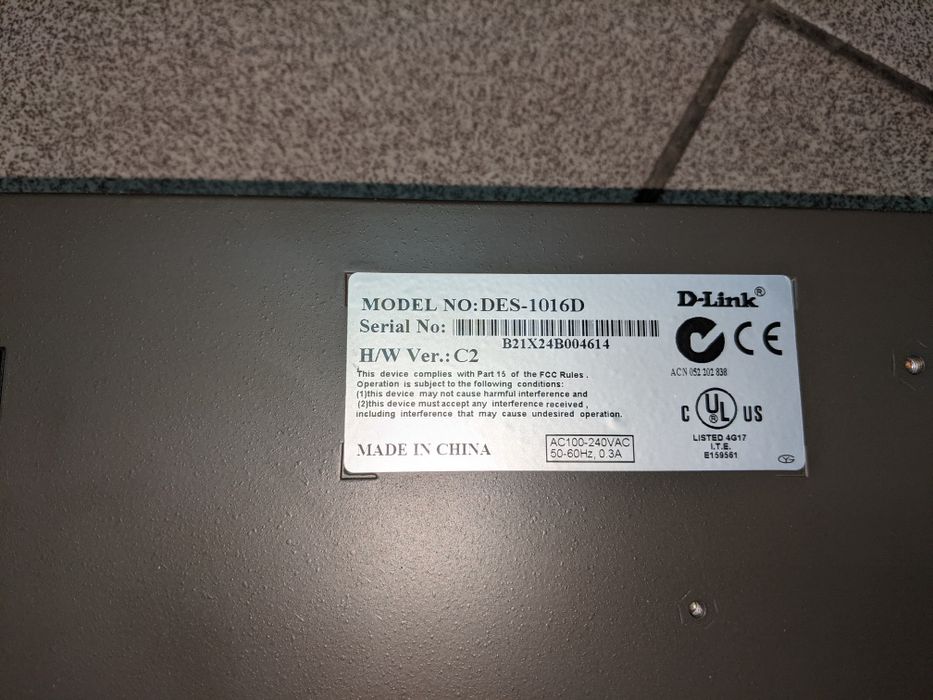 MODEL NO:DES-1016D
D-Link®
Serial No:
B21X24B004614
H/W Ver.: C2
CE
ACN 052 202 838
This device complies with Part 15 of the FCC Rules .
Operation is subject to the following conditions:
(1)this device may not cause harmful interference and
(2)this device must accept any interference received ,
including interference that may cause undesired operation.
C UL® US
LISTED 4G17
I.T.E.
E159561
MADE IN CHINA
AC100-240VAC
50-60Hz, 0.3A